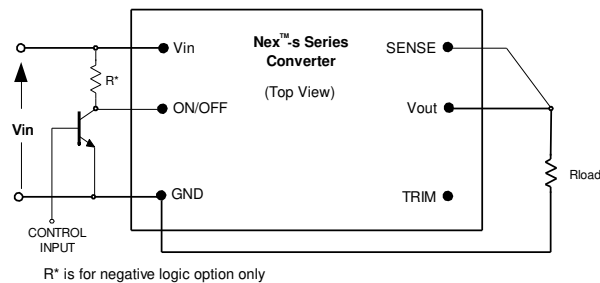 Nex™-s Series
Converter
(Top View)
Vin
ON/OFF
GND
SENSE
Vout
TRIM
R*
Vin
Rload
CONTROL
INPUT
R* is for negative logic option only